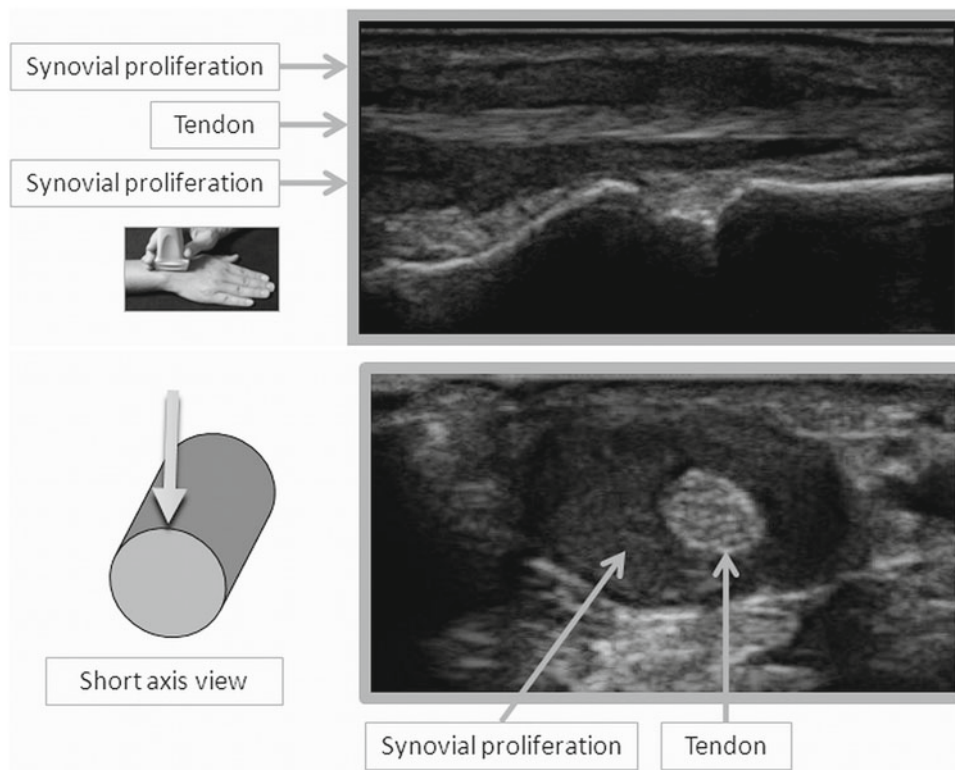 Synovial proliferation
Tendon
Synovial proliferation
Short axis view
Synovial proliferation
Tendon